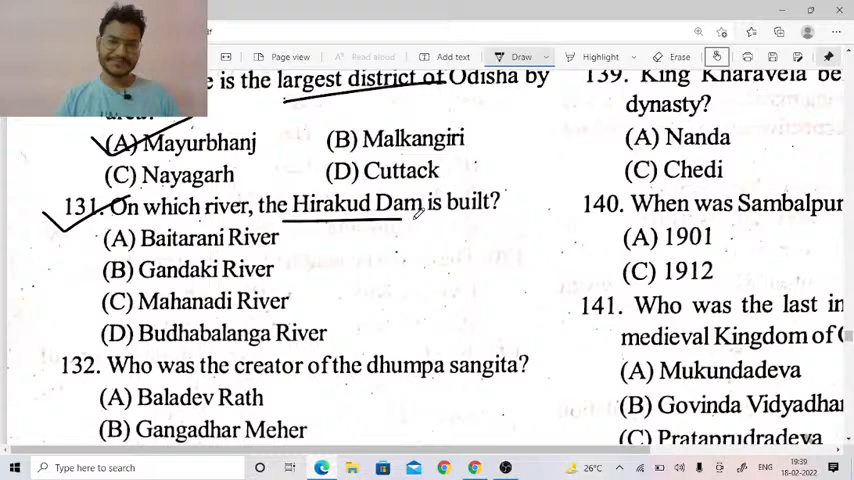 df
Page view
Read aloud
Add text
Draw
Highlight
Erase
e is the largest district of Odisha by
area?
(A) Mayurbhanj
(B) Malkangiri
(C) Nayagarh
(D) Cuttack
131. On which river, the Hirakud Dam is built?
(A) Baitarani River
(B) Gandaki River
(C) Mahanadi River
(D) Budhabalanga River
132. Who was the creator of the dhumpa sangita?
(A) Baladev Rath
(B) Gangadhar Meher
139. King Kharavela be
dynasty?
(A) Nanda
(C) Chedi
140. When was Sambalpur
(A) 1901
(C) 1912
141. Who was the last in
medieval Kingdom of
(A) Mukundadeva
(B) Govinda Vidyadhar
(C) Prataprudradeva
Type here to search
26°C
ENG
19:39
18-02-2022